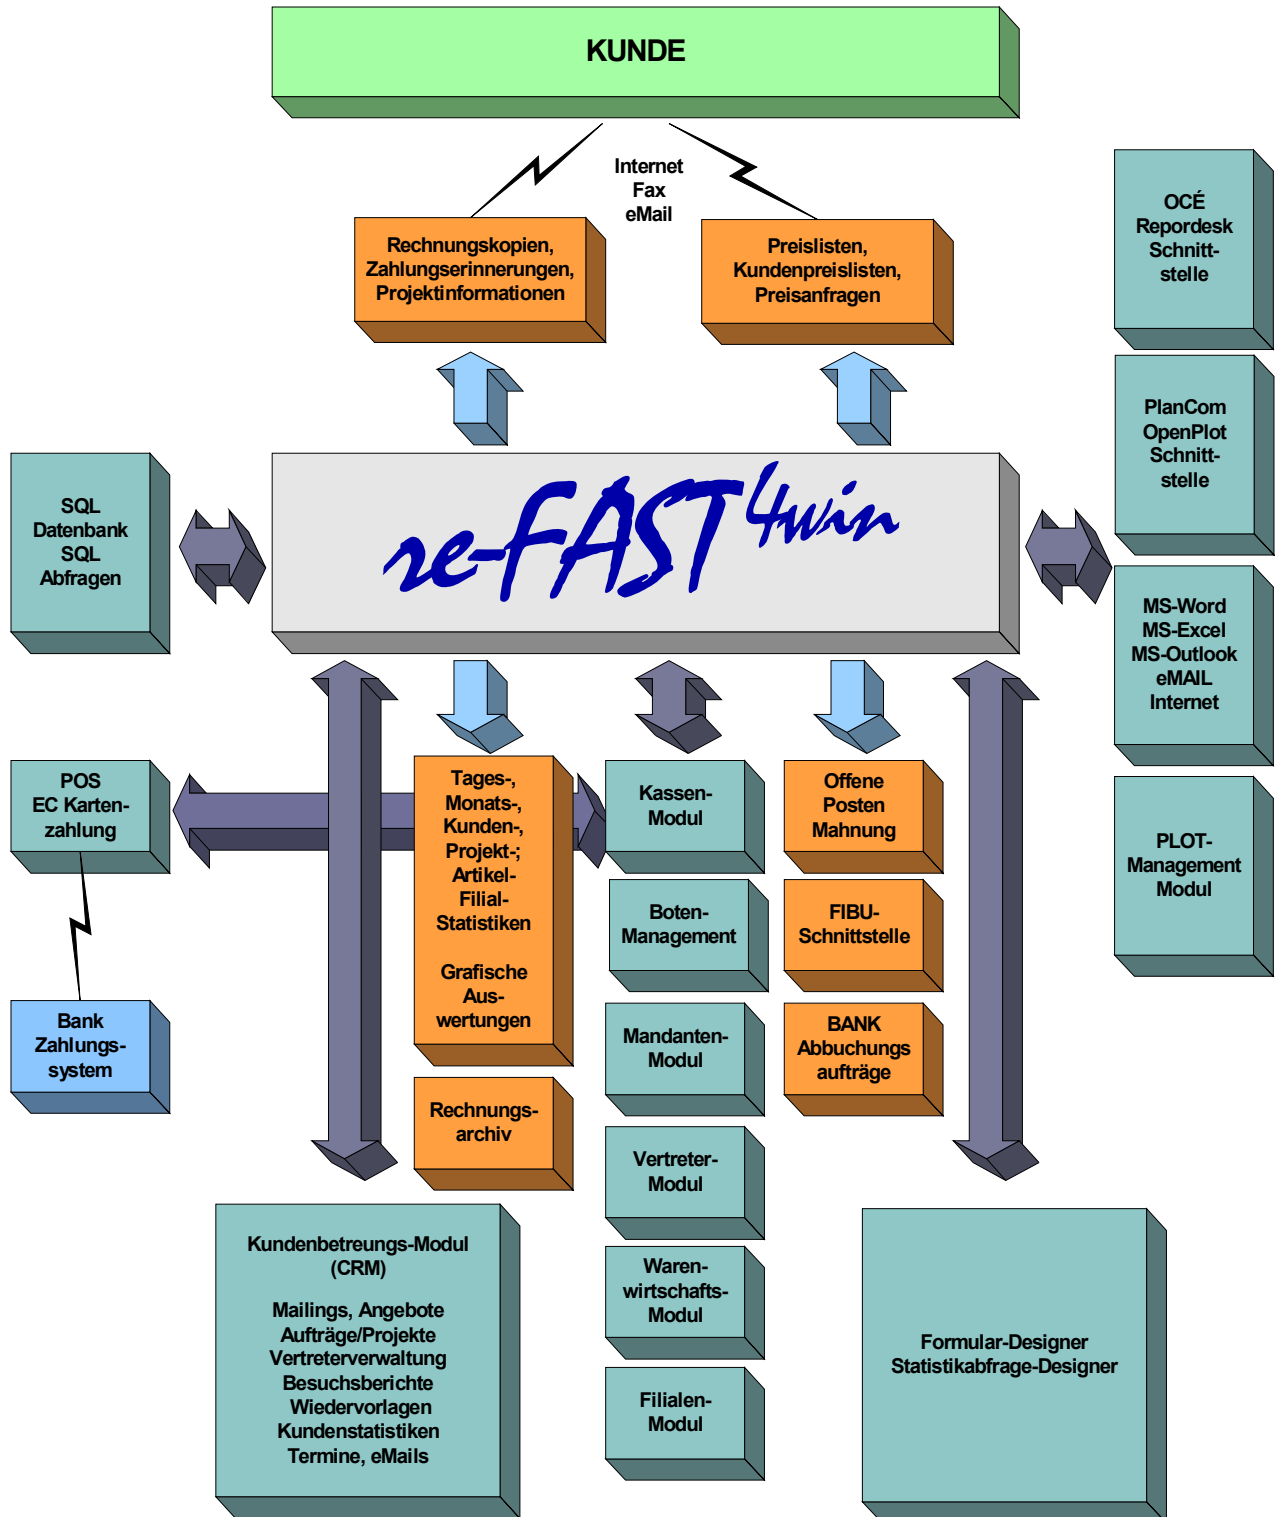 KUNDE
Internet
Fax
eMail
Rechnungskopien,
Zahlungserinnerungen,
Projektinformationen
Preislisten,
Kundenpreislisten,
Preisanfragen
OCÉ
Repordesk
Schnitt-
stelle
PlanCom
OpenPlot
Schnitt-
stelle
SQL
Datenbank
SQL
Abfragen
re-FAST4win
MS-Word
MS-Excel
MS-Outlook
eMAIL
Internet
POS
EC Karten-
zahlung
Tages-,
Monats-,
Kunden-,
Projekt-;
Artikel-
Filial-
Statistiken
Grafische
Aus-
wertungen
Kassen-
Modul
Offene
Posten
Mahnung
PLOT-
Management
Modul
Boten-
Management
FIBU-
Schnittstelle
Bank
Zahlungs-
system
Mandanten-
Modul
BANK
Abbuchungs
aufträge
Rechnungs-
archiv
Vertreter-
Modul
Kundenbetreungs-Modul
(CRM)
Mailings, Angebote
Aufträge/Projekte
Vertreterverwaltung
Besuchsberichte
Wiedervorlagen
Kundenstatistiken
Termine, eMails
Waren-
wirtschafts-
Modul
Filialen-
Modul
Formular-Designer
Statistikabfrage-Designer